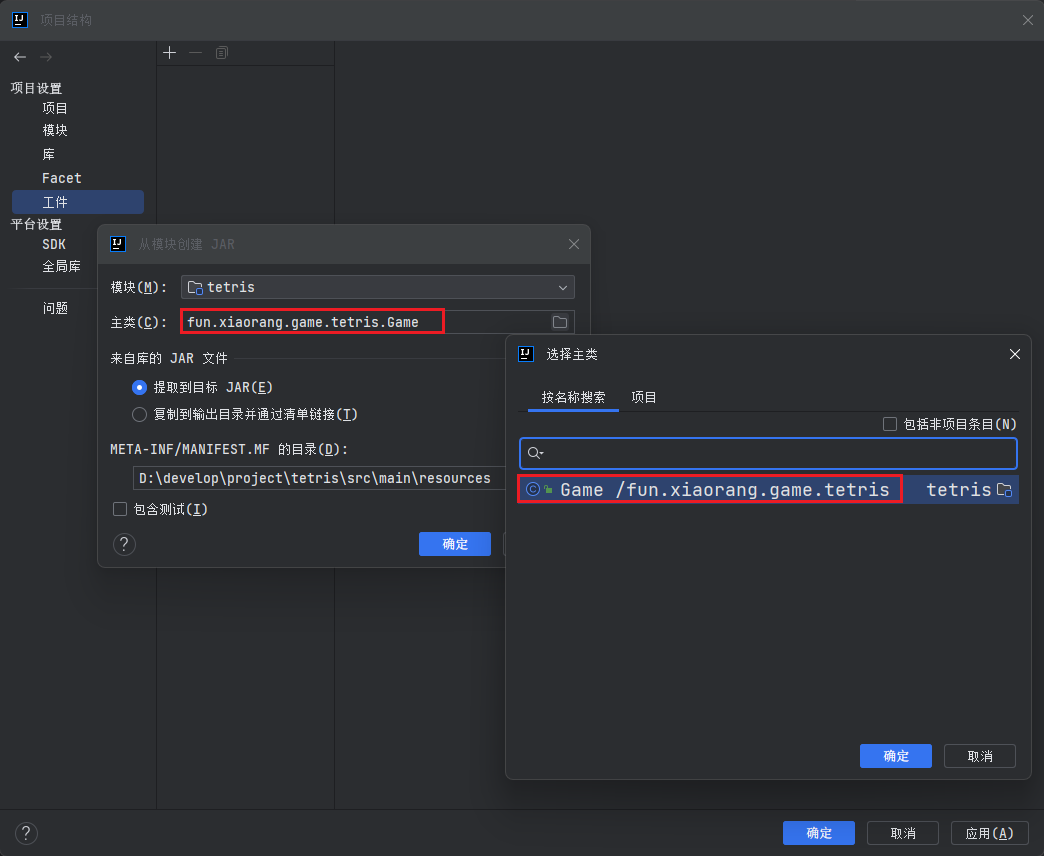 项目结构
项目设置
项目
模块
库
Facet
工件
平台设置
SDK
全局库
问题
从模块创建 JAR
模块(M):
tetris
主类(C):
fun.xiaorang.game.tetris.Game
来自库的 JAR 文件
提取到目标 JAR(E)
复制到输出目录并通过清单链接(T)
META-INF/MANIFEST.MF 的目录(D):
D:\develop\project\tetris\src\main\resources
包含测试(I)
?
确定
选择主类
按名称搜索
项目
包括非项目条目(N)
Game /fun.xiaorang.game.tetris
tetris
确定
取消
?
确定
取消
应用(A)